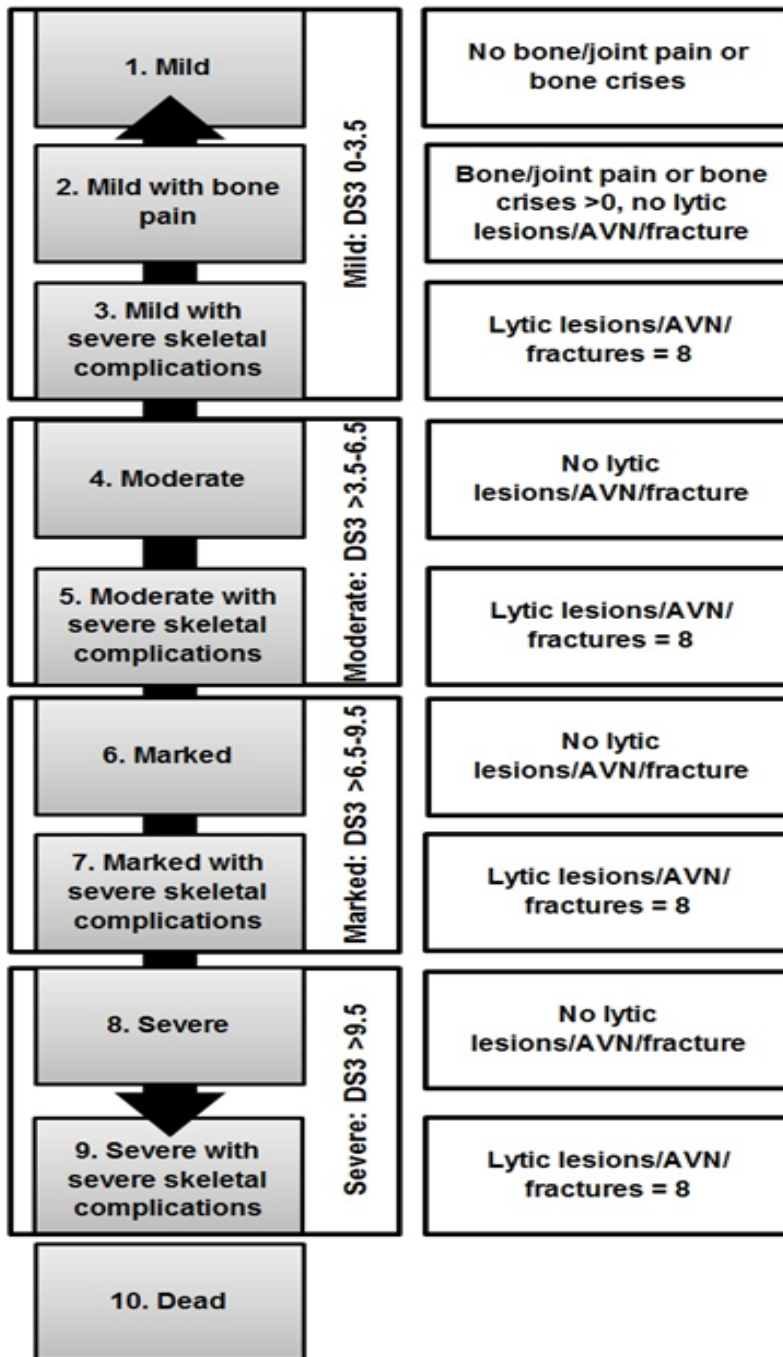 1. Mild
No bone/joint pain or
bone crises
2. Mild with bone
pain
Bone/joint pain or bone
crises >0, no lytic
lesions/AVN/fracture
3. Mild with
severe skeletal
complications
Lytic lesions/AVN/
fractures = 8
Mild: DS3 0-3.5
4. Moderate
No lytic
lesions/AVN/fracture
5. Moderate with
severe skeletal
complications
Lytic lesions/AVN/
fractures = 8
Moderate: DS3 >3.5-6.5
6. Marked
No lytic
lesions/AVN/fracture
7. Marked with
severe skeletal
complications
Lytic lesions/AVN/
fractures = 8
Marked: DS3 >6.5-9.5
8. Severe
No lytic
lesions/AVN/fracture
9. Severe with
severe skeletal
complications
Lytic lesions/AVN/
fractures = 8
Severe: DS3 >9.5
10. Dead